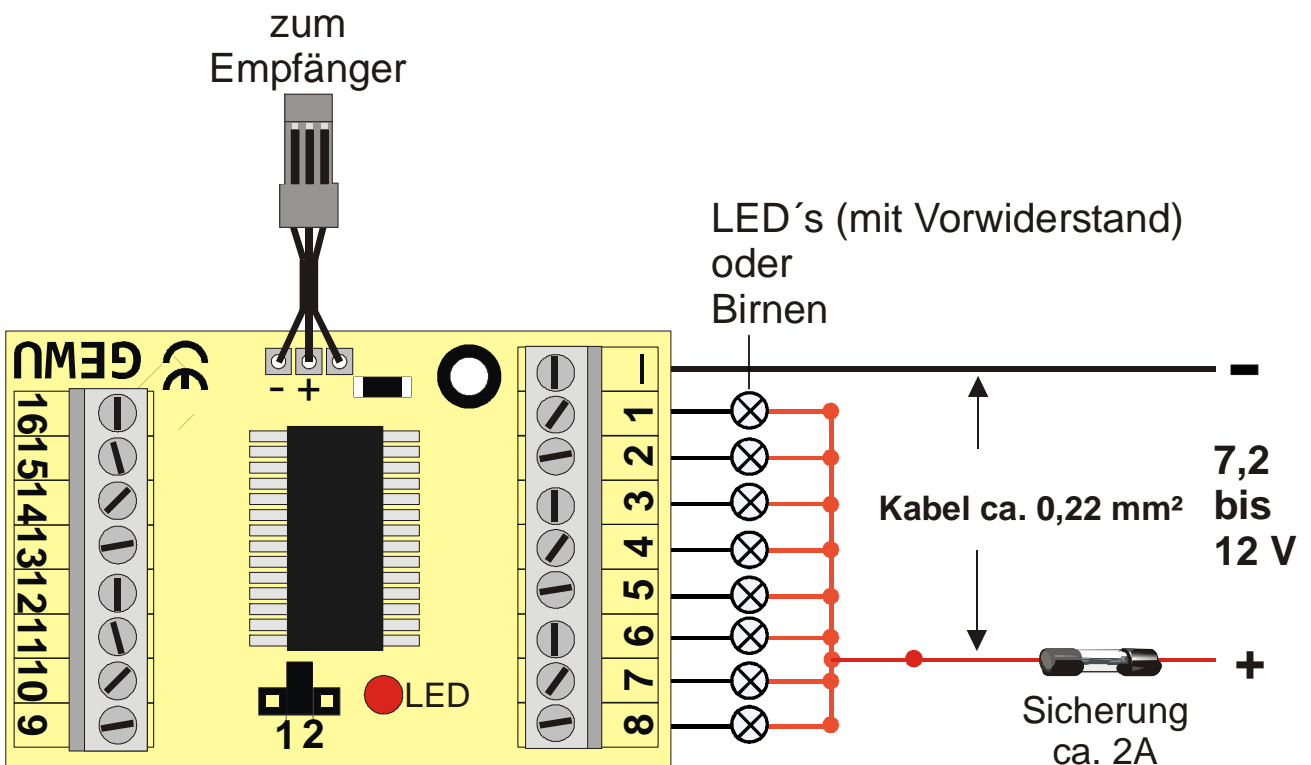 zum
Empfänger
LED´s (mit Vorwiderstand)
oder
Birnen
GEWU CE
- +
16
15
14
13
12
11
10
9
–
1
2
3
4
5
6
7
8
1 2
LED
-
7,2
bis
12 V
Kabel ca. 0,22 mm²
+
Sicherung
ca. 2A